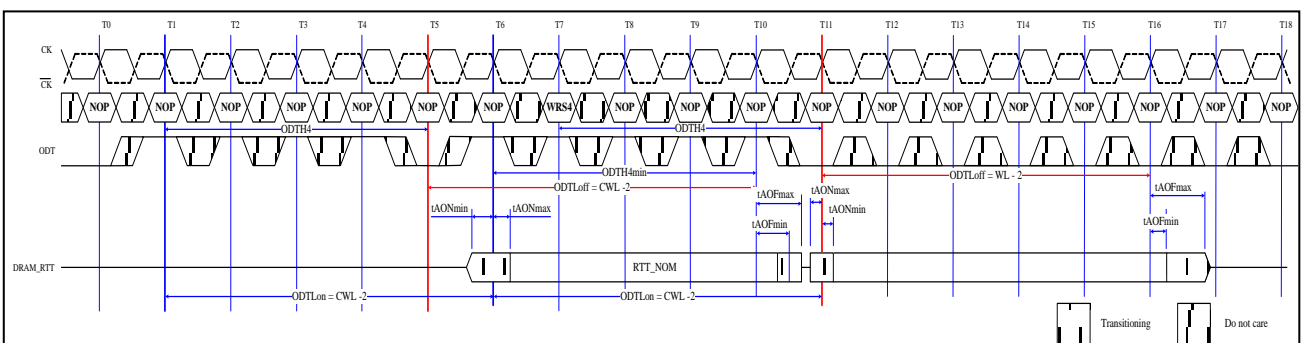 T0 T1 T2 T3 T4 T5 T6 T7 T8 T9 T10 T11 T12 T13 T14 T15 T16 T17 T18
CK
CK
NOP NOP NOP NOP NOP NOP NOP WRS4 NOP NOP NOP NOP NOP NOP NOP NOP NOP NOP NOP
ODTH4 ODTH4
ODT
ODTH4min ODTLoff = WL - 2
ODTLoff = CWL -2
tAOFmax tAONmax tAOFmax
tAONmin tAONmax tAONmin
tAOFmin tAOFmin
DRAM_RTT RTT_NOM
ODTLon = CWL -2 ODTLon = CWL -2
Transitioning Do not care